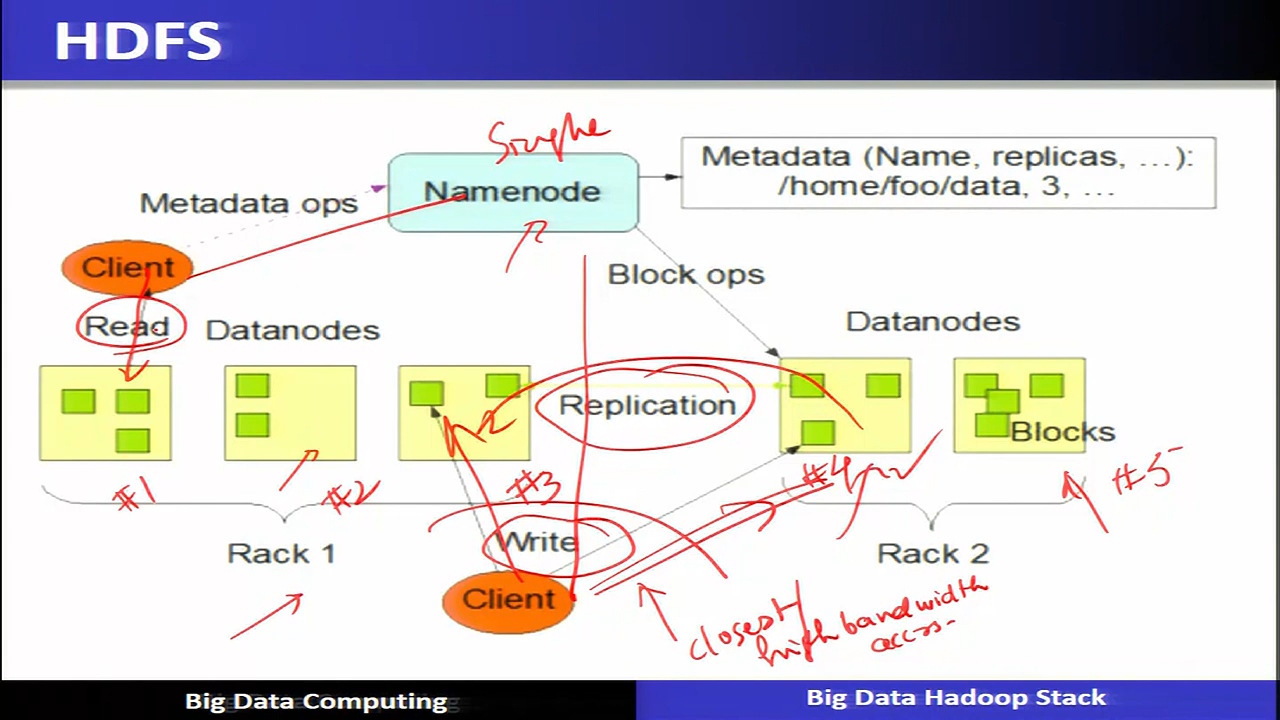 HDFS
Single
Namenode
Metadata (Name, replicas, ...):
/home/foo/data, 3, ...
Metadata ops
Client
Block ops
Read
Datanodes
Datanodes
Replication
Blocks
#1
#2
#3
#4
#5
Rack 1
Write
Rack 2
Client
closest/
high bandwidth
Big Data Computing
Big Data Hadoop Stack